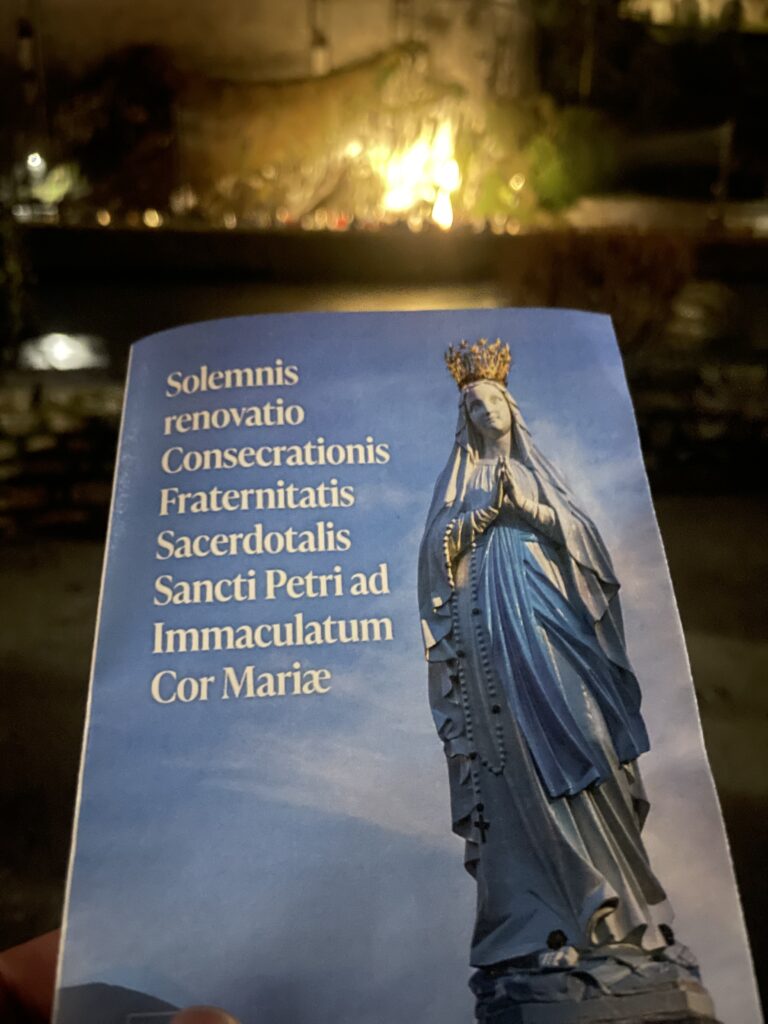 Solemnis
renovatio
Consecrationis
Fraternitatis
Sacerdotalis
Sancti Petri ad
Immaculatum
Cor Mariæ